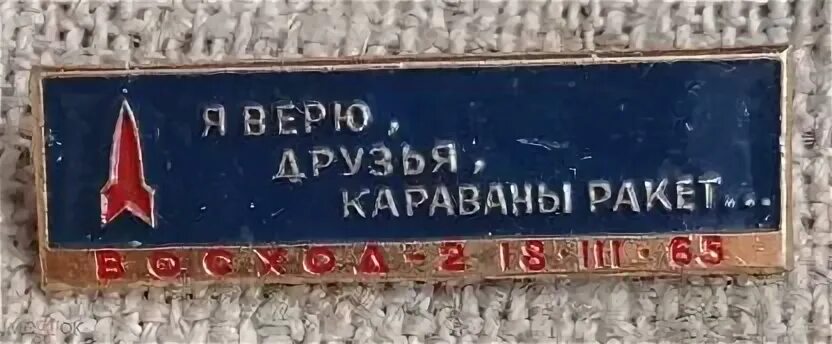 Я ВЕРЮ,
ДРУЗЬЯ,
КАРАВАНЫ РАКЕТ...
ВОСХОД-2 18·III·65